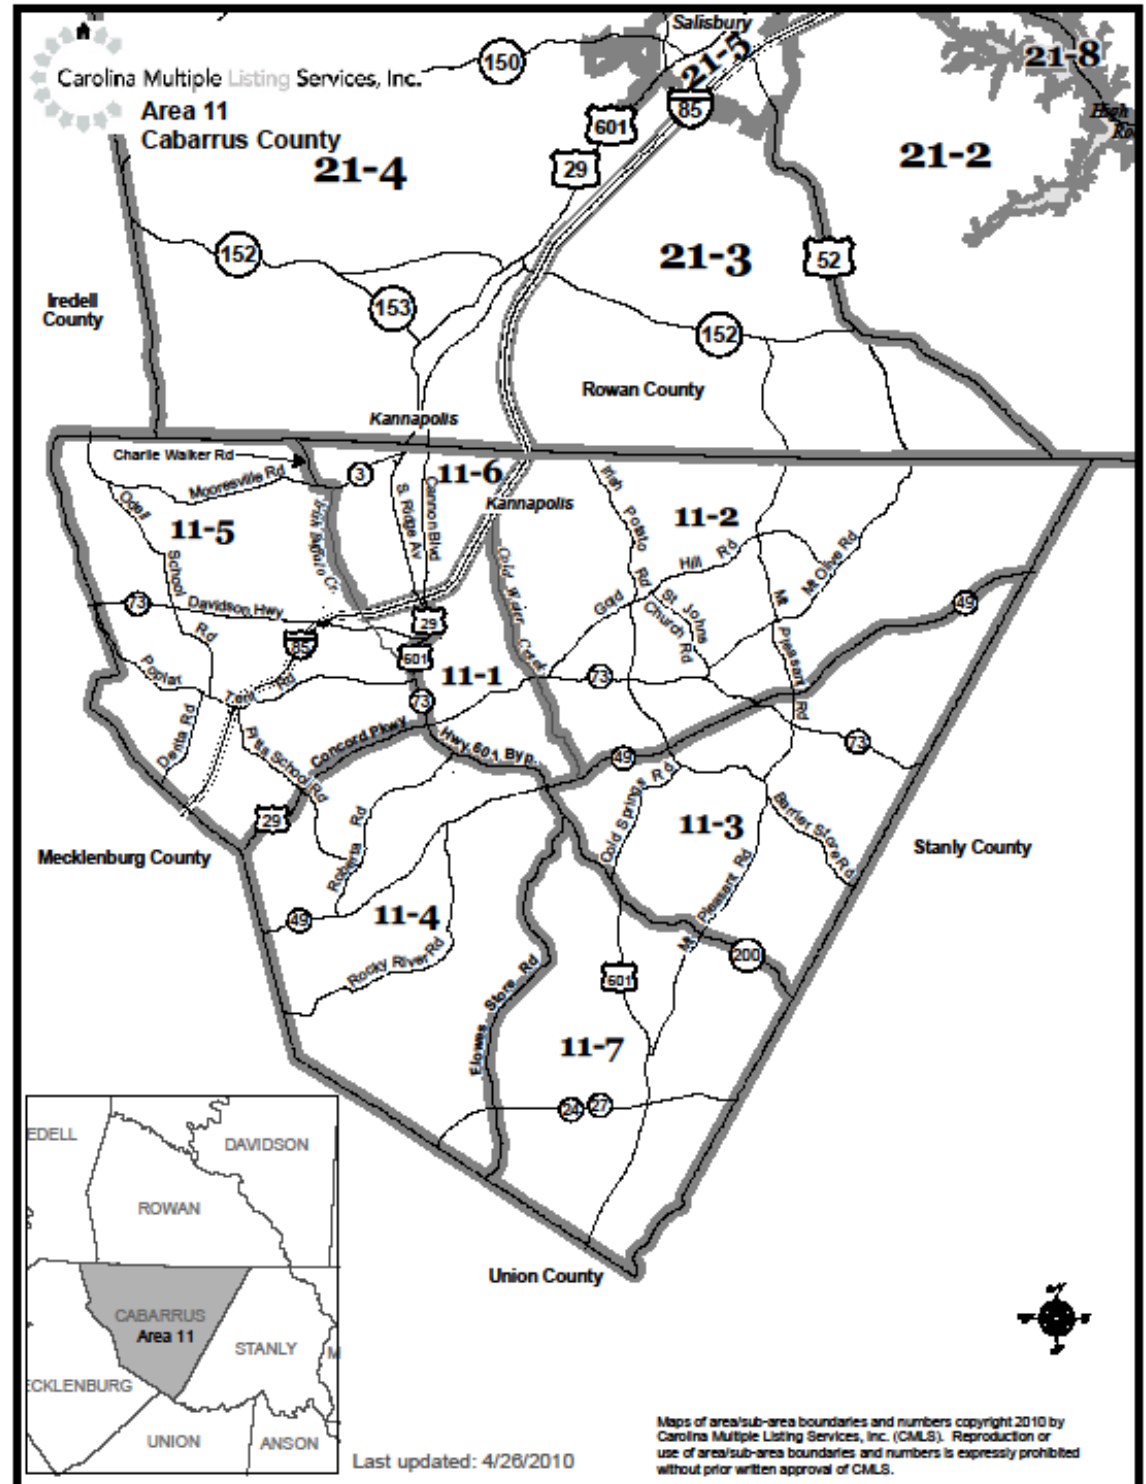 Salisbury
21-5
21-8
150
Carolina Multiple Listing Services, Inc.
Area 11
Cabarrus County
85
601
High
Ro
21-4
29
21-2
152
21-3
52
Iredell
County
153
152
Rowan County
Kannapolis
Charlie Walker Rd
3
11-6
Mooresville Rd
Kannapolis
Irish Potato Rd
Odell School Rd
11-5
S. Ridge Av
Cannon Blvd
11-2
Irish Buffalo Cr.
Cold Water Creek
Gold Hill Rd
Mt Olive Rd
73
Davidson Hwy
St Johns
Church Rd
Mt Pleasant Rd
49
29
85
601
11-1
73
Poplar Tent Rd
73
Derita Rd
Pitts School Rd
Concord Pkwy
Hwy 601 Byp.
49
73
29
Roberta Rd
Cold Springs Rd
11-3
Barrier Store Rd
Mecklenburg County
Stanly County
49
11-4
Mt Pleasant Rd
Rocky River Rd
200
601
Flowes Store Rd
11-7
24
27
Union County
EDELL
DAVIDSON
ROWAN
CABARRUS
Area 11
STANLY
M
ECKLENBURG
UNION
ANSON
N
W
E
S
Last updated: 4/26/2010
Maps of area/sub-area boundaries and numbers copyright 2010 by
Carolina Multiple Listing Services, Inc. (CMLS). Reproduction or
use of area/sub-area boundaries and numbers is expressly prohibited
without prior written approval of CMLS.